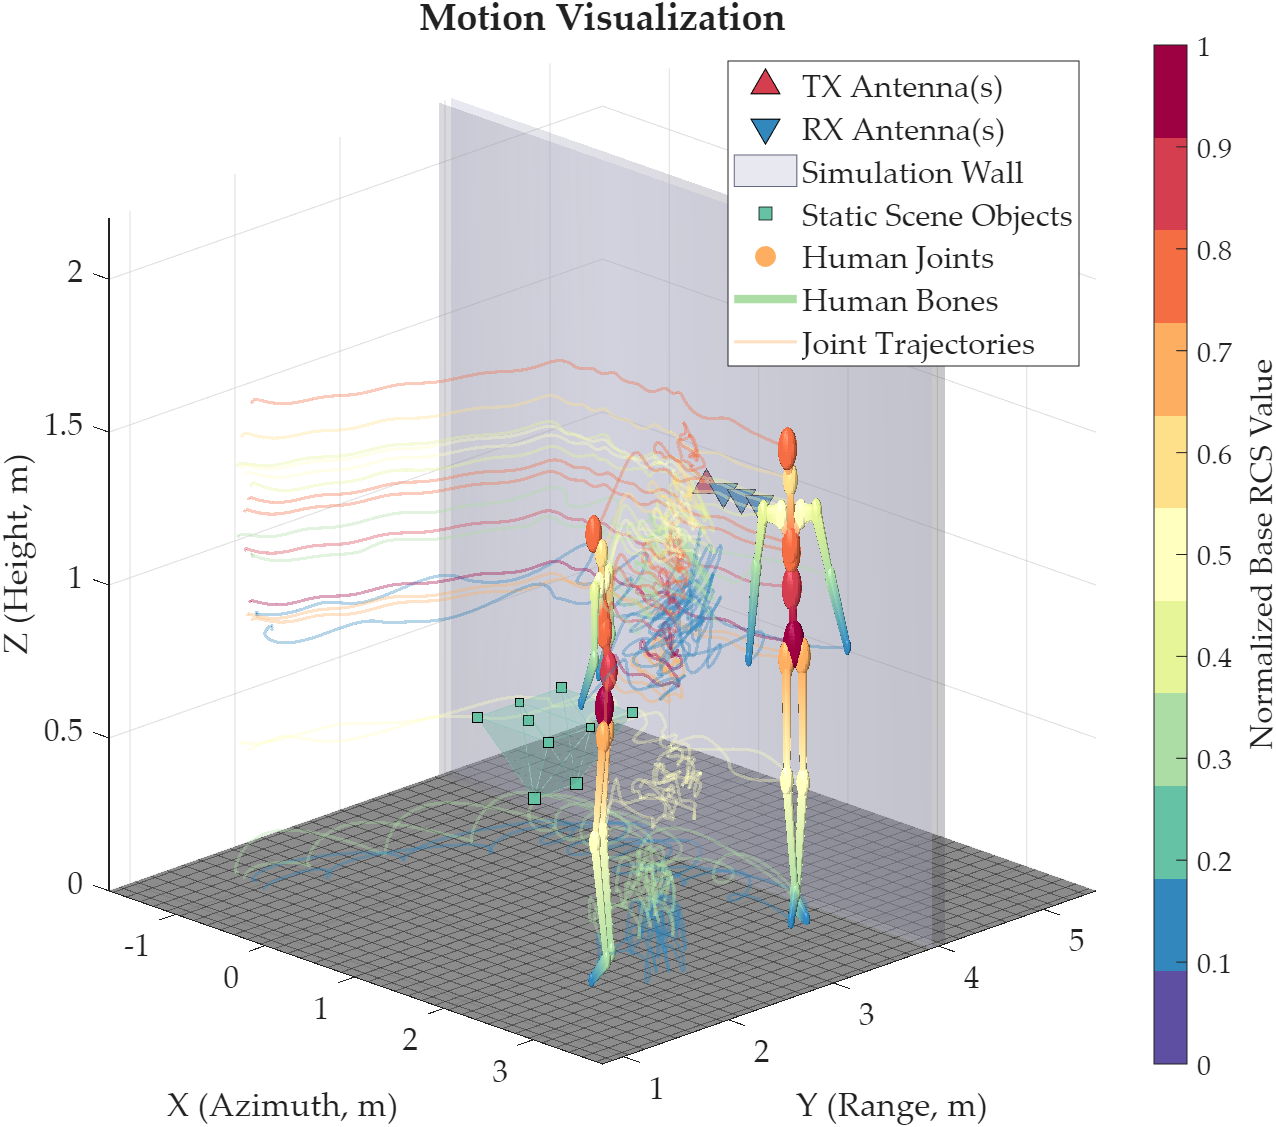 Motion Visualization
TX Antenna(s)
RX Antenna(s)
Simulation Wall
Static Scene Objects
Human Joints
Human Bones
Joint Trajectories
2
1.5
1
0.5
0
Z (Height, m)
-1
0
1
2
3
X (Azimuth, m)
1
2
3
4
5
Y (Range, m)
1
0.9
0.8
0.7
0.6
0.5
0.4
0.3
0.2
0.1
0
Normalized Base RCS Value